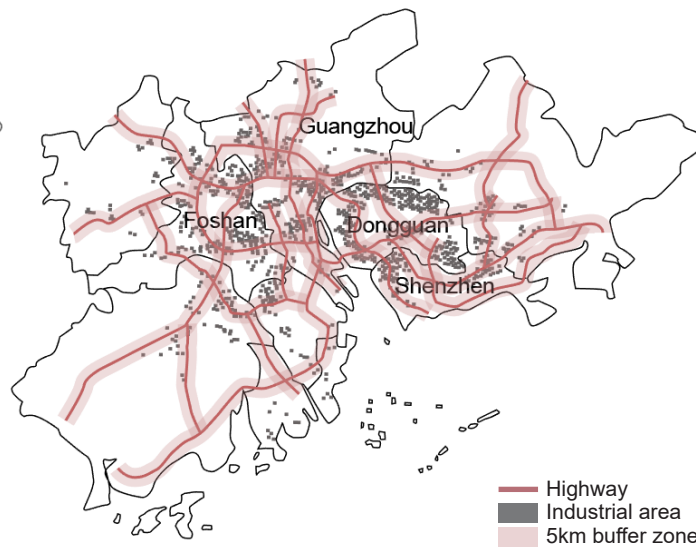 Guangzhou
Foshan
Dongguan
Shenzhen
Highway
Industrial area
5km buffer zone